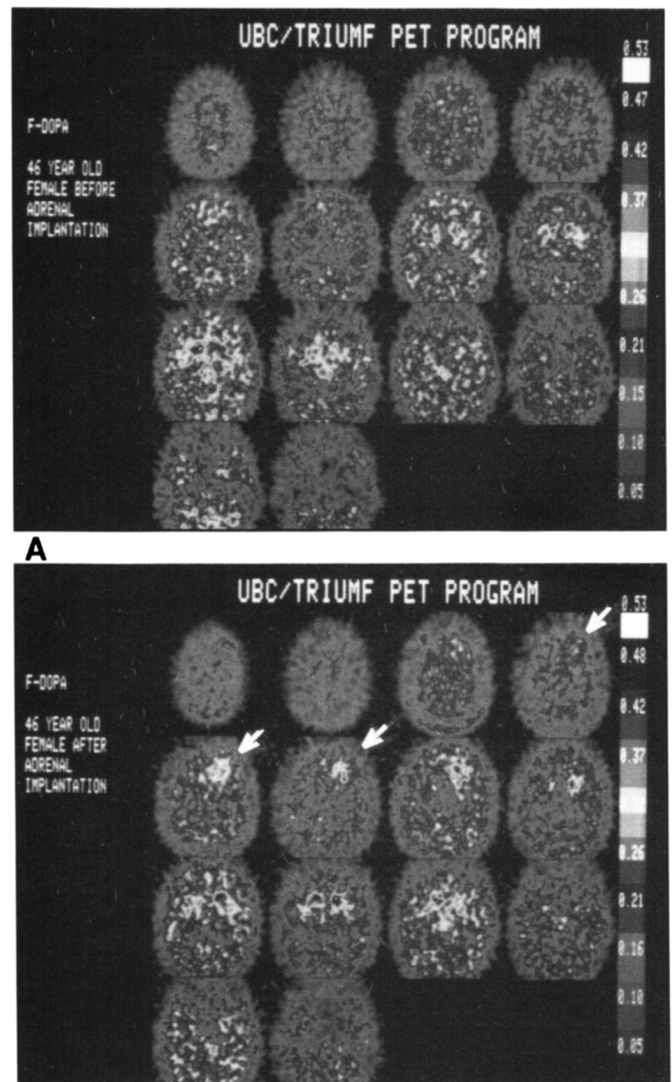 UBC/TRIUMF PET PROGRAM
F-DOPA
46 YEAR OLD
FEMALE BEFORE
ADRENAL
IMPLANTATION
0.53
0.47
0.42
0.37
0.26
0.21
0.15
0.10
0.05
A
UBC/TRIUMF PET PROGRAM
F-DOPA
46 YEAR OLD
FEMALE AFTER
ADRENAL
IMPLANTATION
0.53
0.48
0.42
0.37
0.26
0.21
0.16
0.10
0.05